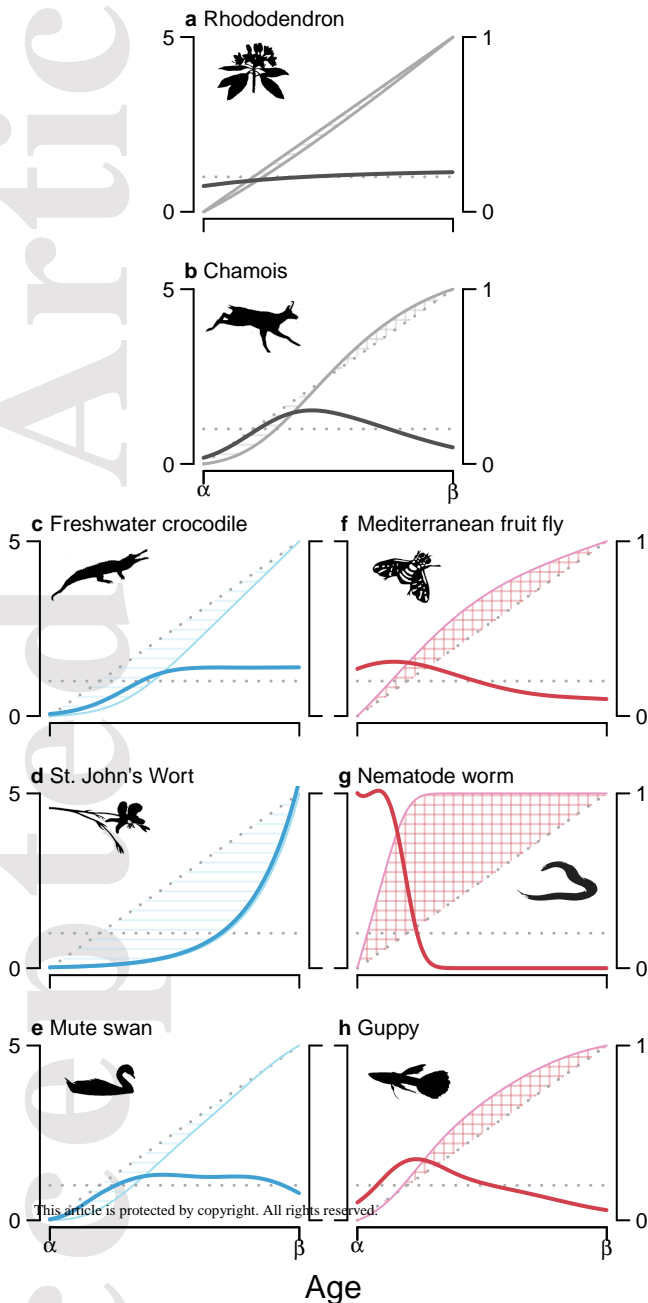 a Rhododendron
5
1
0
0
b Chamois
5
1
0
0
α
β
c Freshwater crocodile
5
0
f Mediterranean fruit fly
1
0
d St. John's Wort
5
0
g Nematode worm
1
0
e Mute swan
5
0
α
β
h Guppy
1
0
α
β
This article is protected by copyright. All rights reserved.
Age
Accepted Artic